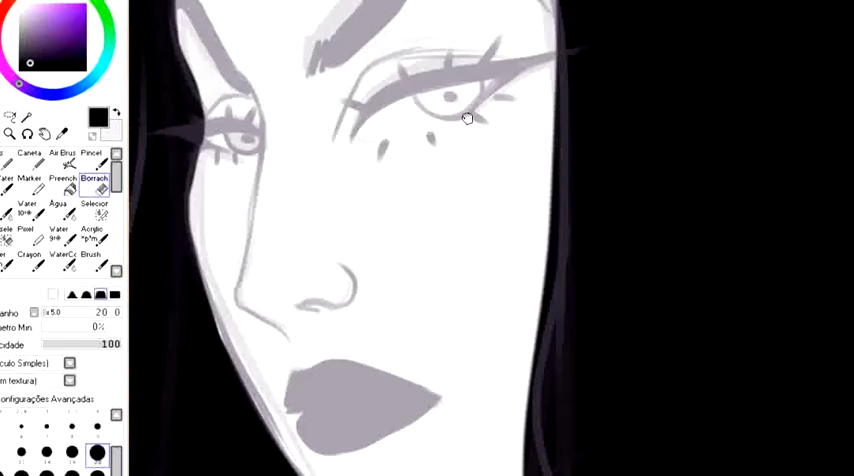 Caneta Air Brus Pincel
Marker Preench Borrach
Water Água Selecior
Pixel Water Acrylic
Crayon WaterCo Brush
anho x 5.0 20 0
etro Min 0%
cidade 100
culo Simples)
m textura)
onfigurações Avançadas